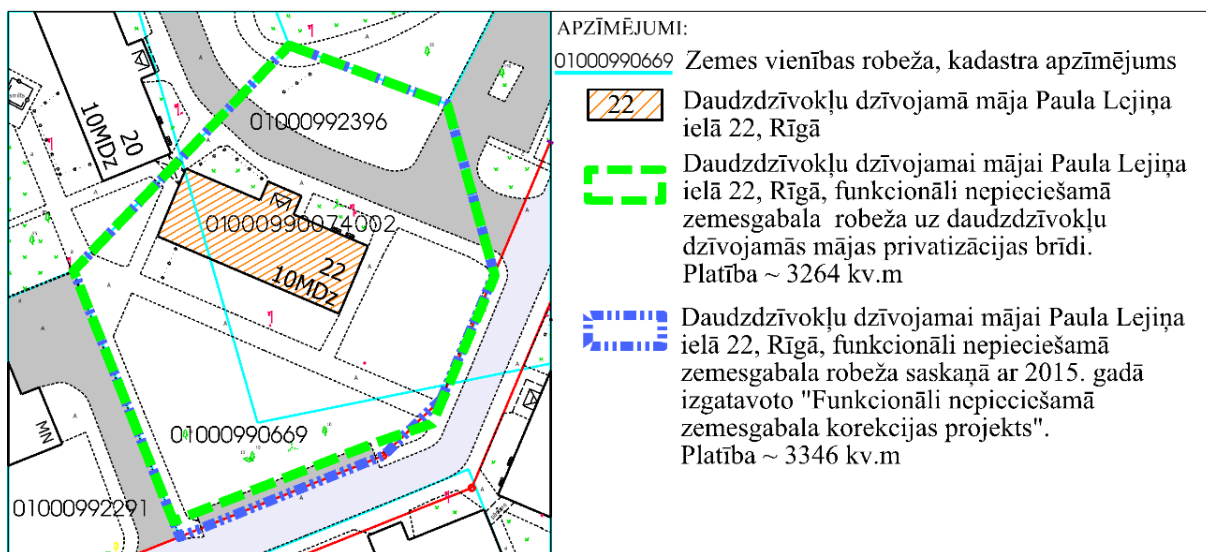 20
10MDz
01000992396
01000990074002
22
10MDz
01000990669
NW
01000992291
APZĪMĒJUMI:
01000990669 Zemes vienības robeža, kadastra apzīmējums
22 Daudzdzīvokļu dzīvojamā māja Paula Lejiņa
ielā 22, Rīgā
Daudzdzīvokļu dzīvojamai mājai Paula Lejiņa
ielā 22, Rīgā, funkcionāli nepieciešamā
zemesgabala robeža uz daudzdzīvokļu
dzīvojamās mājas privatizācijas brīdi.
Platība ~ 3264 kv.m
Daudzdzīvokļu dzīvojamai mājai Paula Lejiņa
ielā 22, Rīgā, funkcionāli nepieciešamā
zemesgabala robeža saskaņā ar 2015. gadā
izgatavoto "Funkcionāli nepieciešamā
zemesgabala korekcijas projekts".
Platība ~ 3346 kv.m